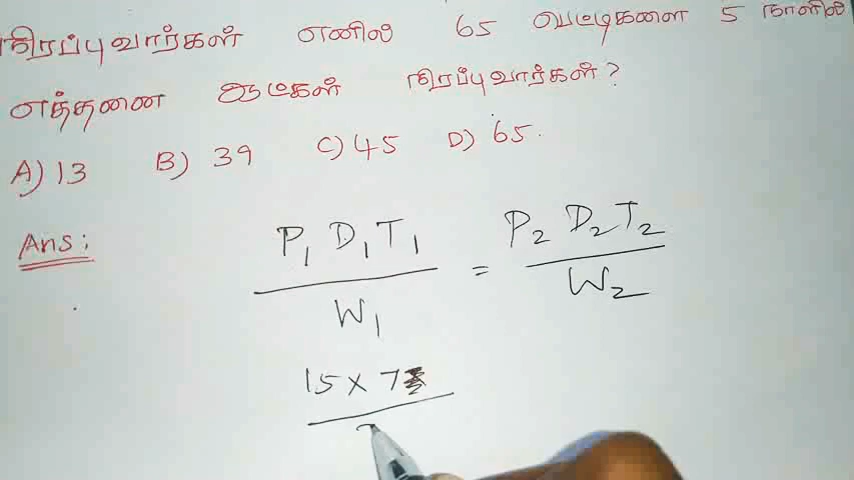 நிரப்புவார்கள் எனில் 65 பெட்டிகளை 5 நாளில்
எத்தனை ஆட்கள் நிரப்புவார்கள்?
A) 13 B) 39 C) 45 D) 65.
Ans:
P₁ D₁ T₁ / W₁ = P₂ D₂ T₂ / W₂
15 × 7